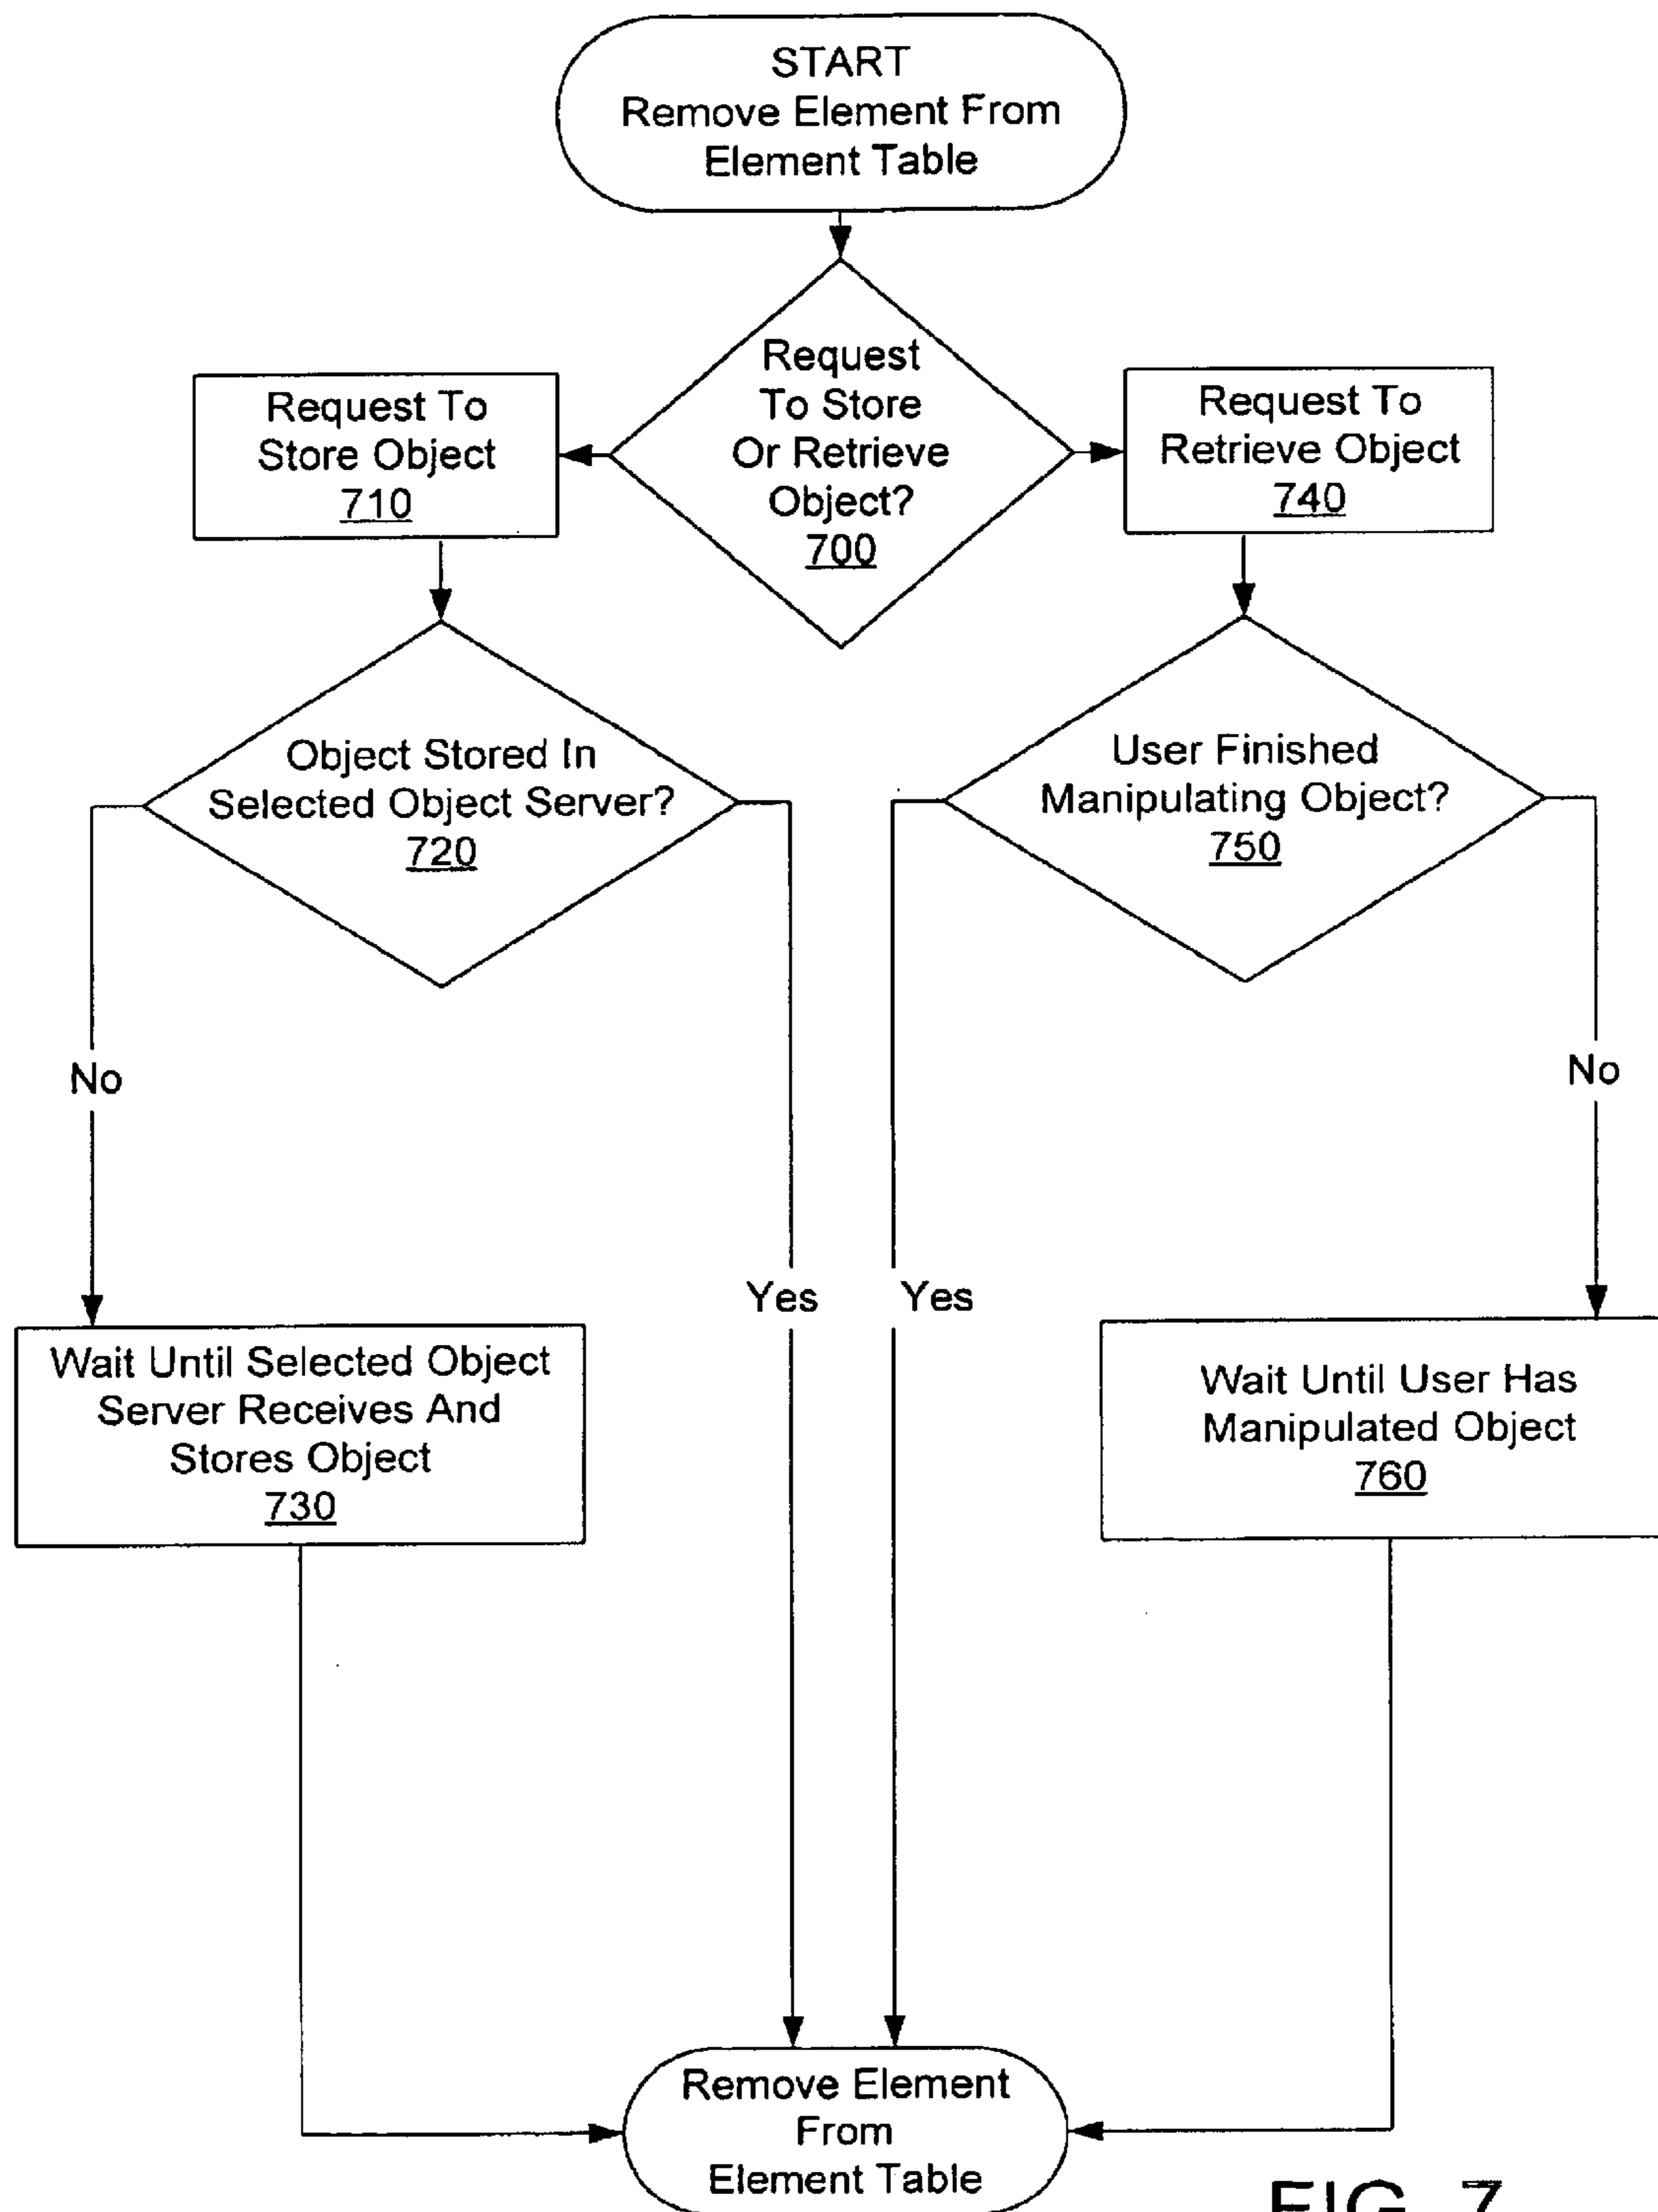 START
Remove Element From
Element Table
Request
To Store
Or Retrieve
Object?
700
Request To
Store Object
710
Request To
Retrieve Object
740
Object Stored In
Selected Object Server?
720
User Finished
Manipulating Object?
750
No
Yes
Yes
No
Wait Until Selected Object
Server Receives And
Stores Object
730
Wait Until User Has
Manipulated Object
760
Remove Element
From
Element Table
FIG. 7